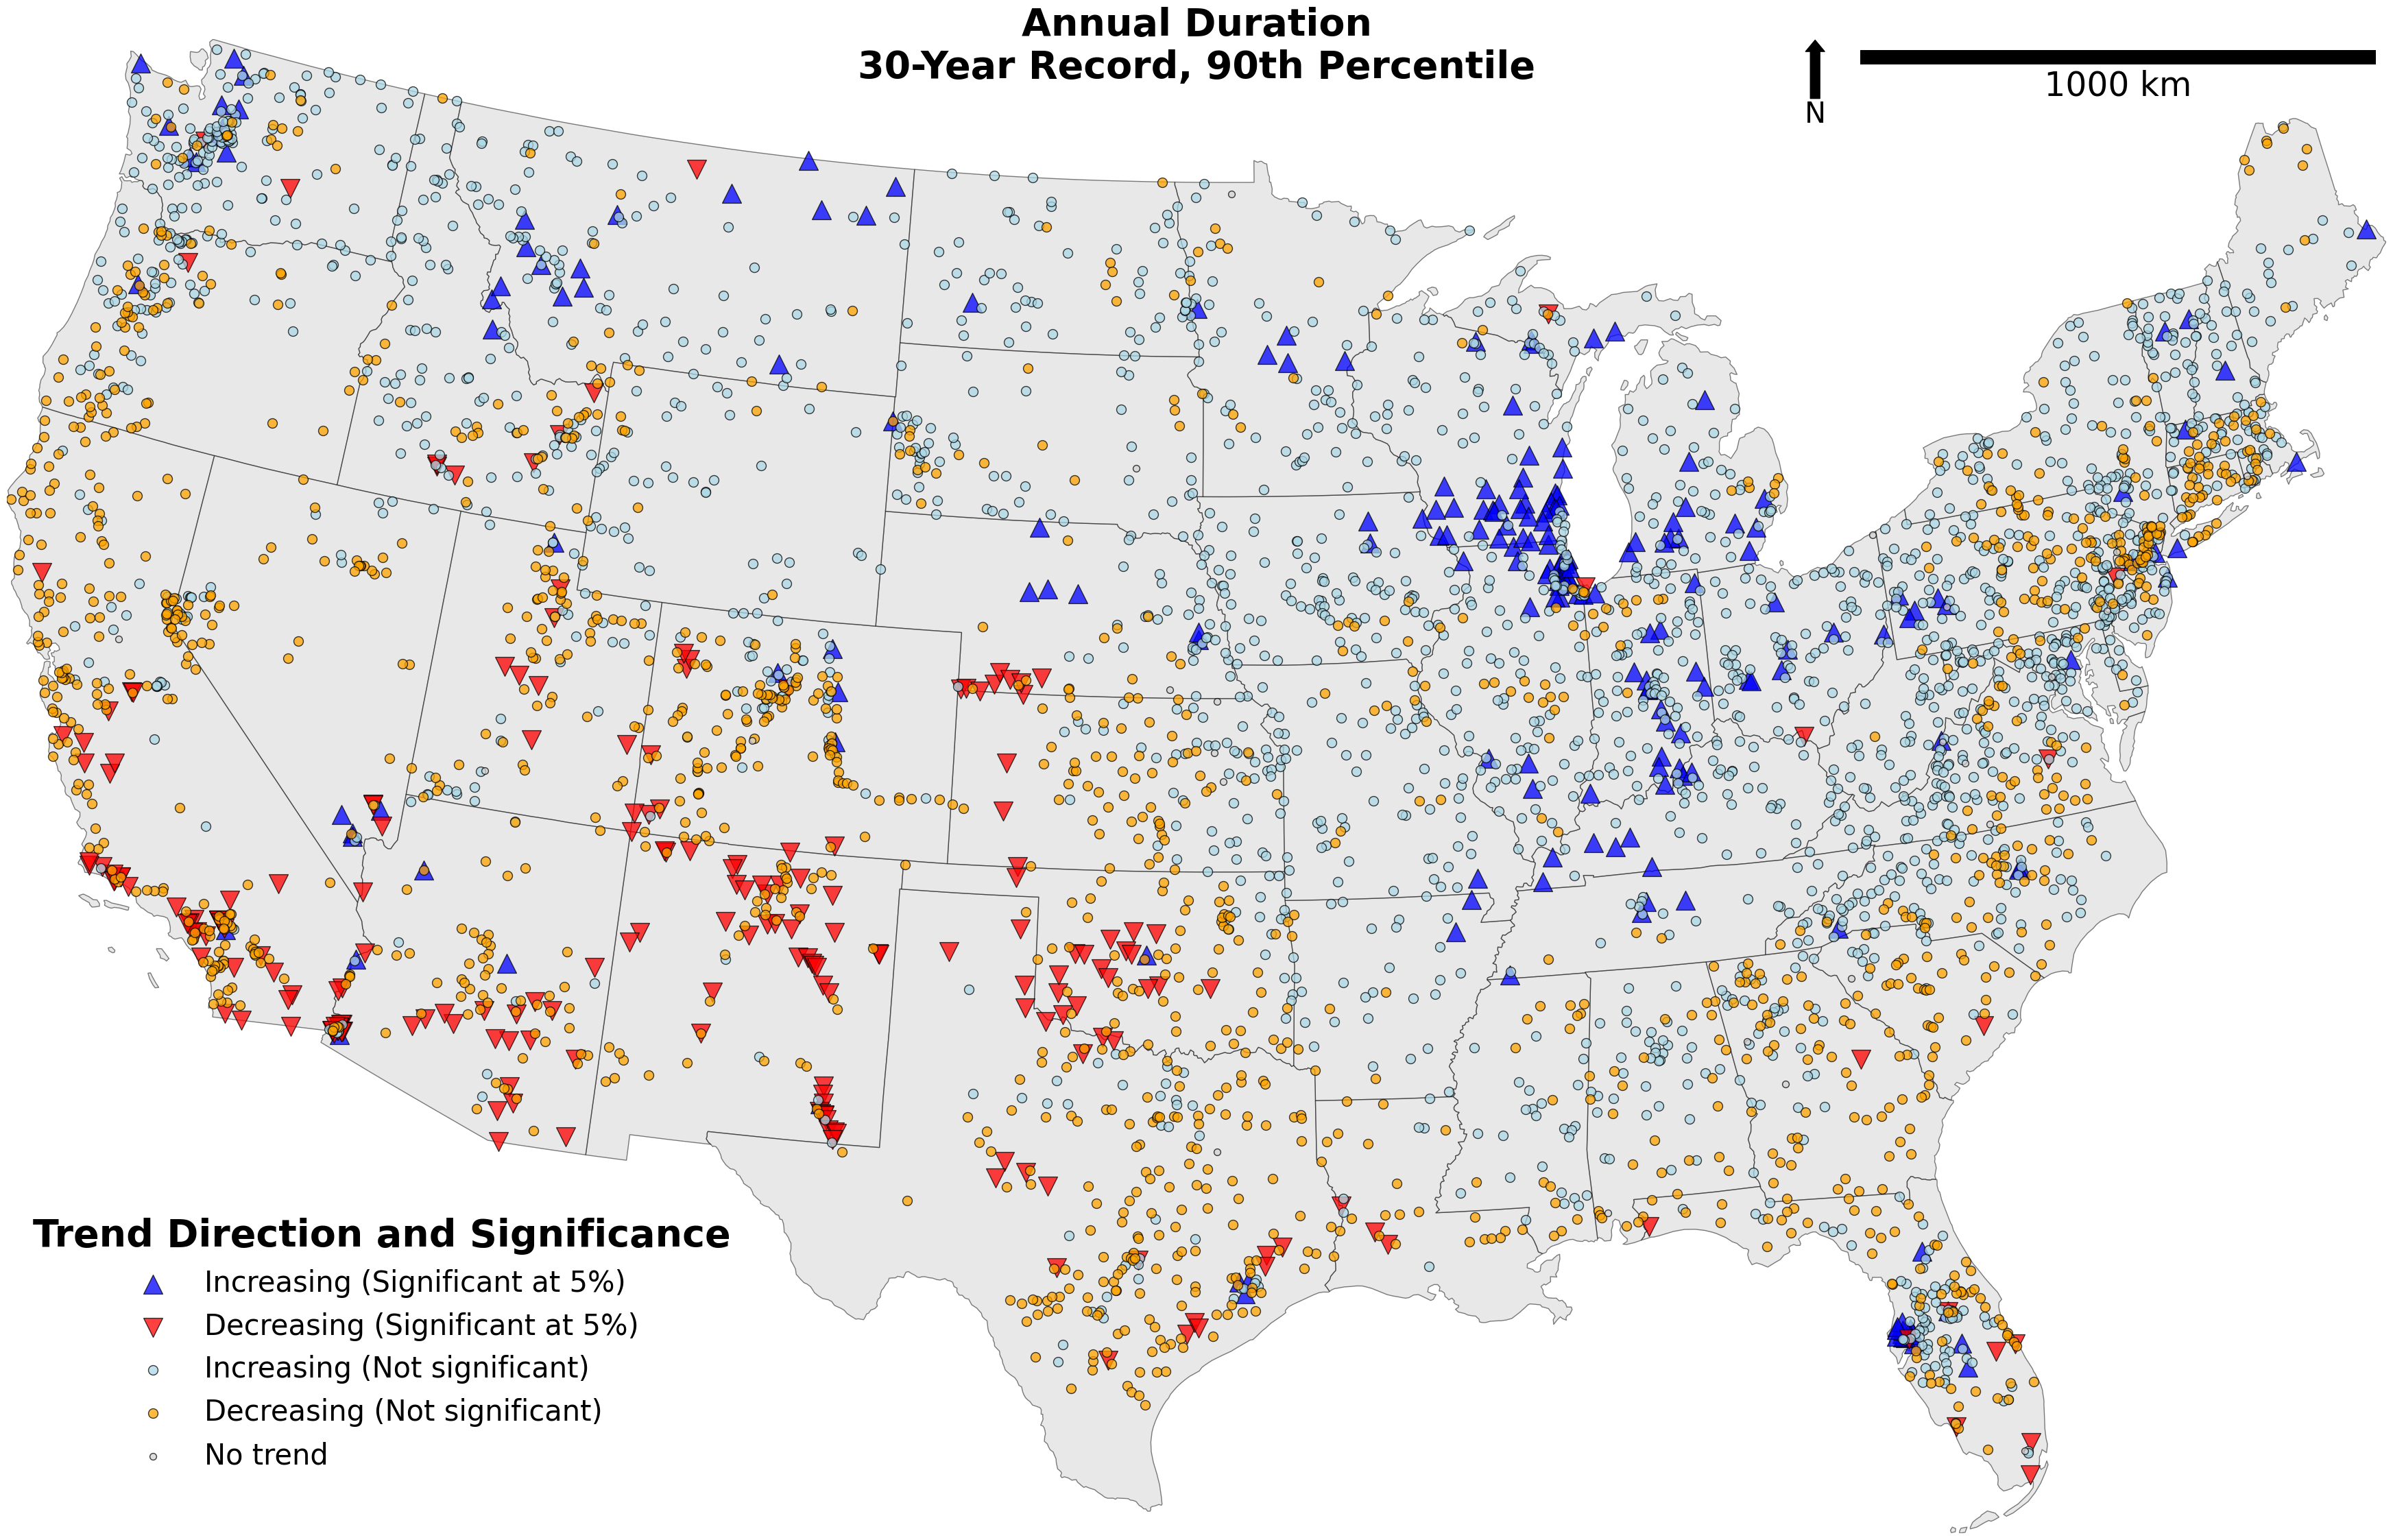 Annual Duration
30-Year Record, 90th Percentile
N
1000 km
Trend Direction and Significance
Increasing (Significant at 5%)
Decreasing (Significant at 5%)
Increasing (Not significant)
Decreasing (Not significant)
No trend